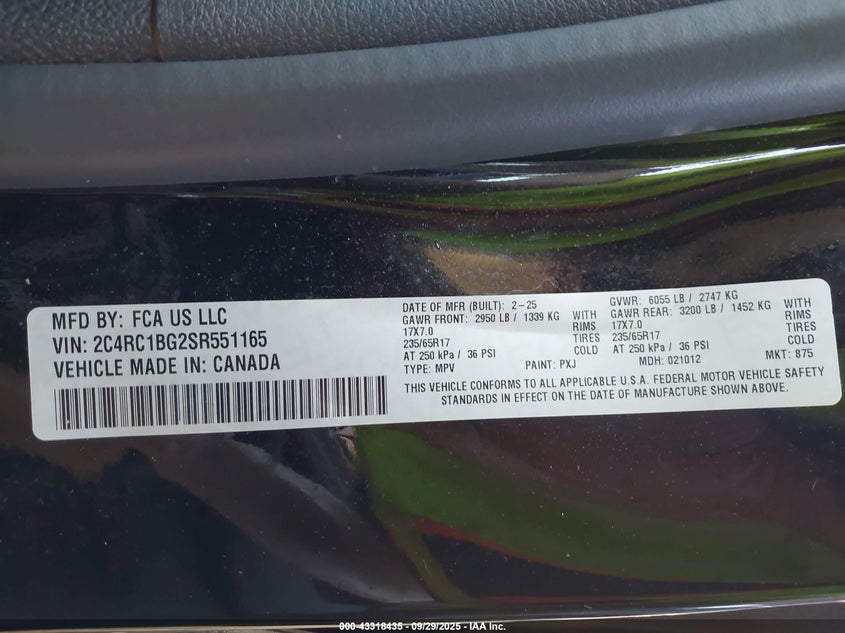 MFD BY: FCA US LLC
VIN: 2C4RC1BG2SR551165
VEHICLE MADE IN: CANADA
DATE OF MFR (BUILT): 2-25
GAWR FRONT: 2950 LB / 1339 KG WITH
17X7.0 RIMS
235/65R17 TIRES
AT 250 kPa / 36 PSI COLD
TYPE: MPV PAINT: PXJ
GVWR: 6055 LB / 2747 KG
GAWR REAR: 3200 LB / 1452 KG WITH
17X7.0 RIMS
235/65R17 TIRES
AT 250 kPa / 36 PSI COLD
MDH: 021012 MKT: 875
THIS VEHICLE CONFORMS TO ALL APPLICABLE U.S.A. FEDERAL MOTOR VEHICLE SAFETY
STANDARDS IN EFFECT ON THE DATE OF MANUFACTURE SHOWN ABOVE.
000-43318435 - 09/29/2025 - IAA Inc.